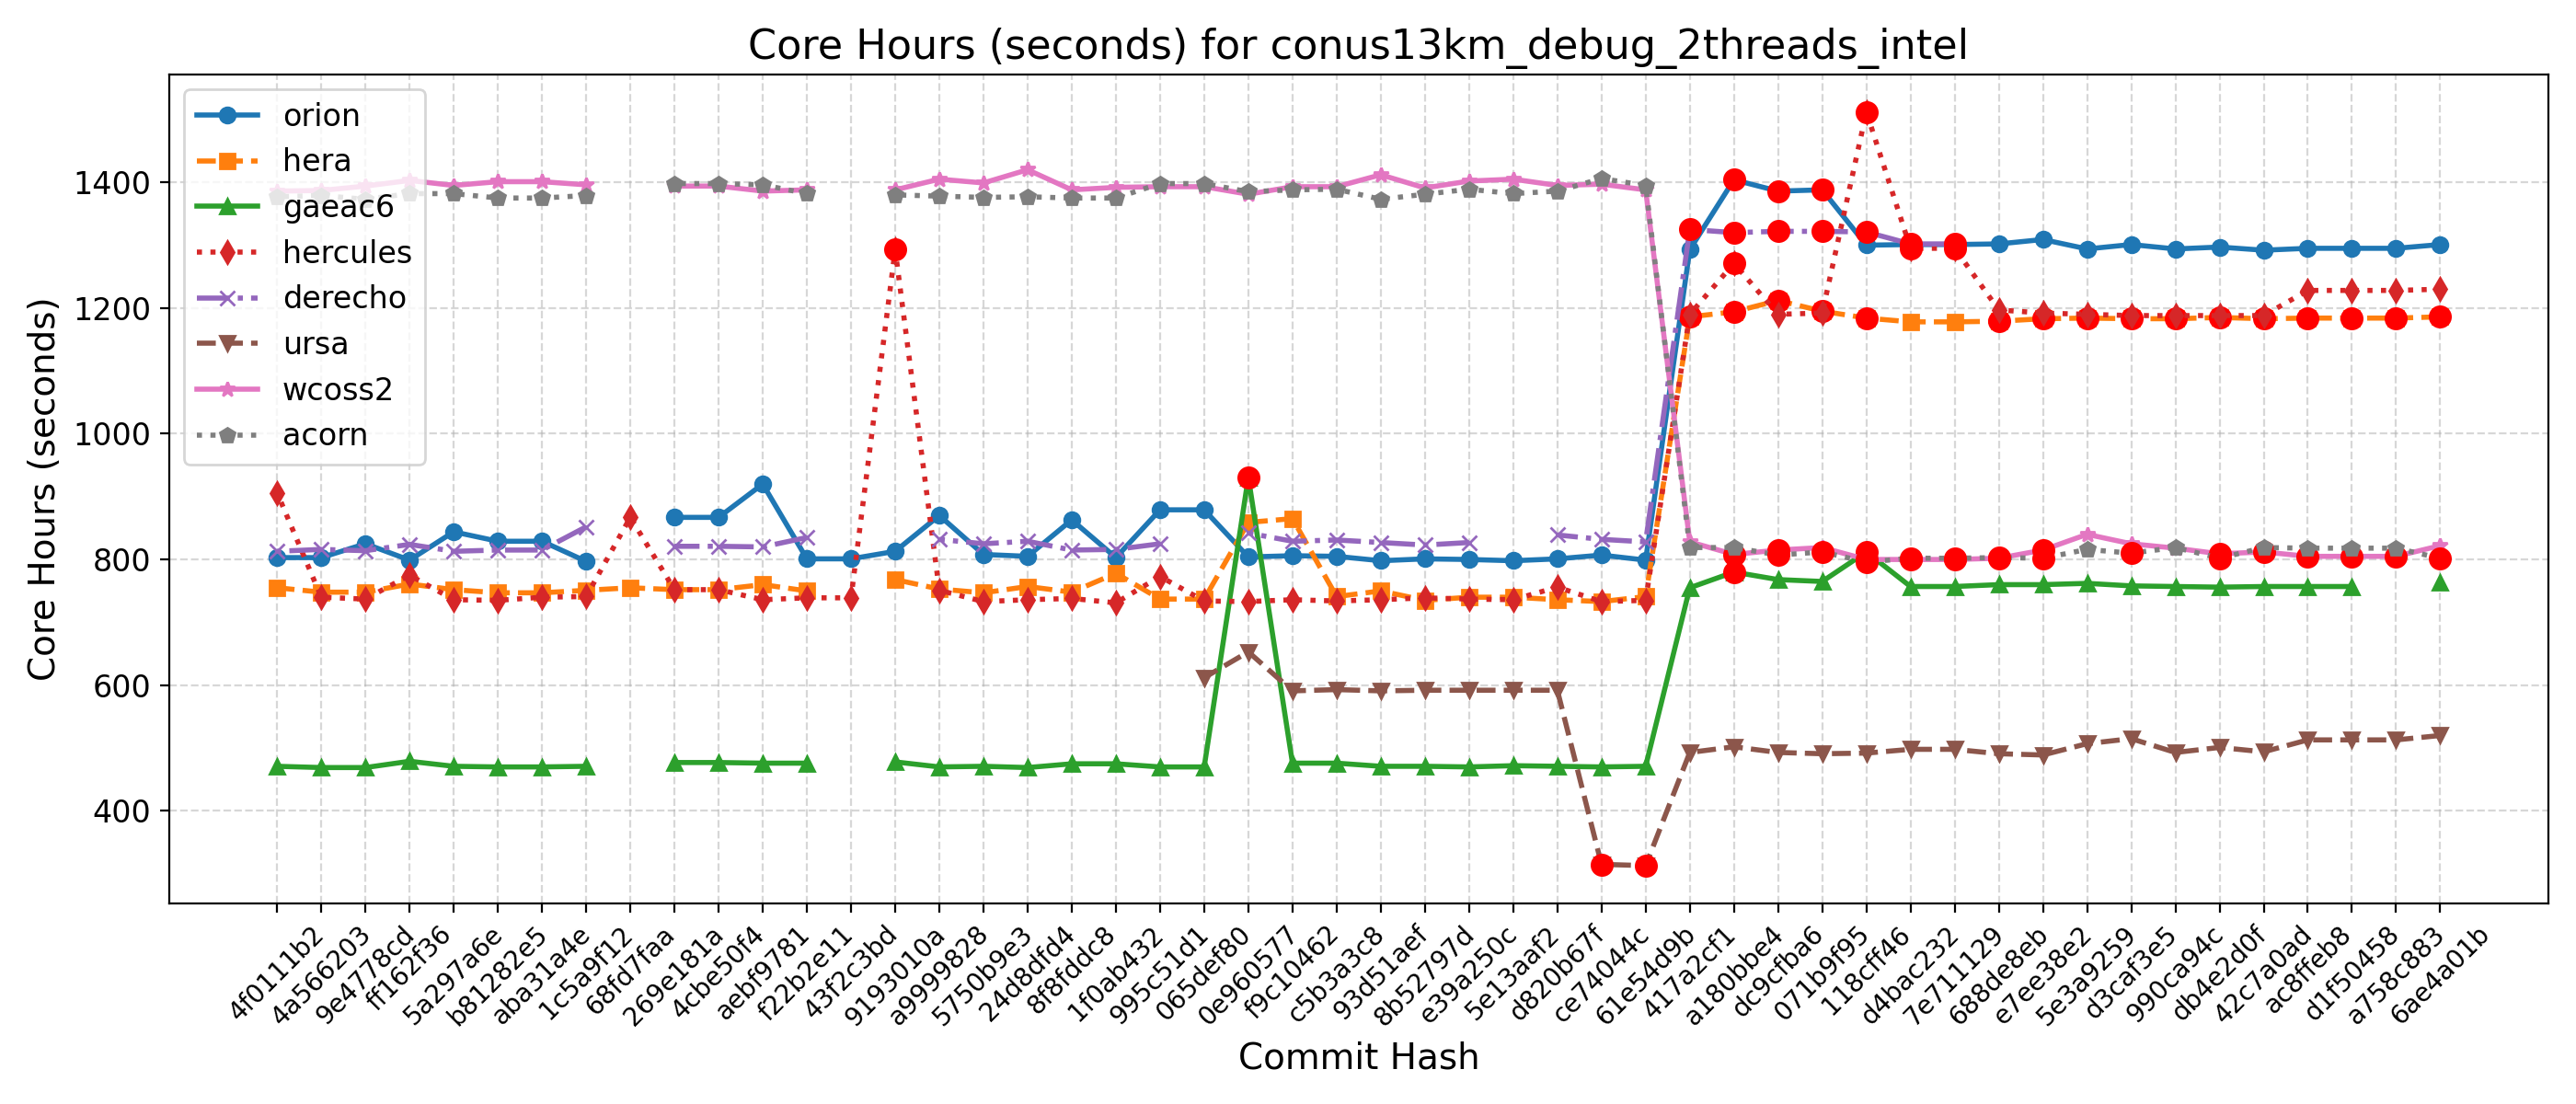 Core Hours (seconds) for conus13km_debug_2threads_intel
Core Hours (seconds)
1400
1200
1000
800
600
400
orion
hera
gaeac6
hercules
derecho
ursa
wcoss2
acorn
4f0111b2
4a566203
9e4778cd
ff162f36
5a297a6e
b81282e5
aba31a4e
1c5a9f12
68fd7faa
269e181a
4cbe50f4
aebf9781
f22b2e11
43f2c3bd
9193010a
a9999828
5750b9e3
24d8dfd4
8f8fddc8
1f0ab432
995c51d1
065def80
0e960577
f9c10462
c5b3a3c8
93d51aef
8b52797d
e39a250c
5e13aaf2
d820b67f
ce74044c
61e54d9b
417a2cf1
a180bbe4
dc9cfba6
071b9f95
118cff46
d4bac232
7e711129
688de8eb
e7ee38e2
5e3a9259
d3caf3e5
990ca94c
db4e2d0f
42c7a0ad
ac8ffeb8
d1f50458
a758c883
6ae4a01b
Commit Hash